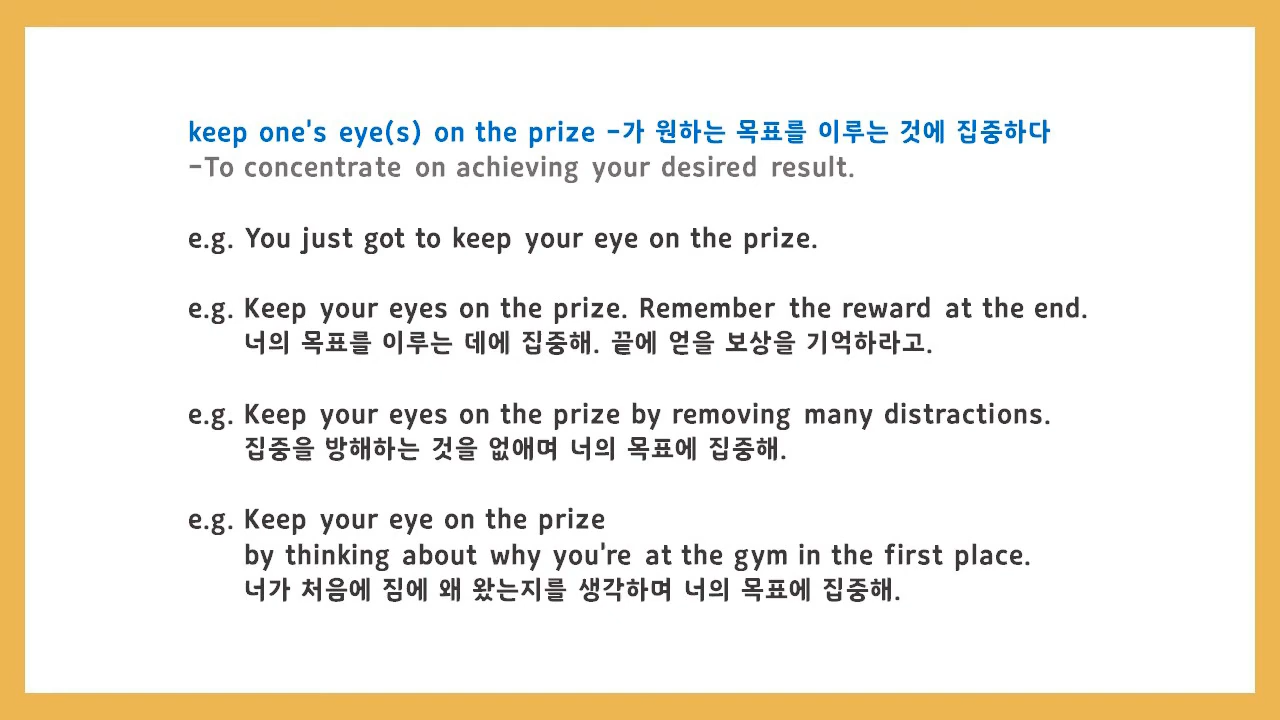 keep one's eye(s) on the prize -가 원하는 목표를 이루는 것에 집중하다
-To concentrate on achieving your desired result.
e.g. You just got to keep your eye on the prize.
e.g. Keep your eyes on the prize. Remember the reward at the end.
너의 목표를 이루는 데에 집중해. 끝에 얻을 보상을 기억하라고.
e.g. Keep your eyes on the prize by removing many distractions.
집중을 방해하는 것을 없애며 너의 목표에 집중해.
e.g. Keep your eye on the prize
by thinking about why you're at the gym in the first place.
너가 처음에 짐에 왜 왔는지를 생각하며 너의 목표에 집중해.